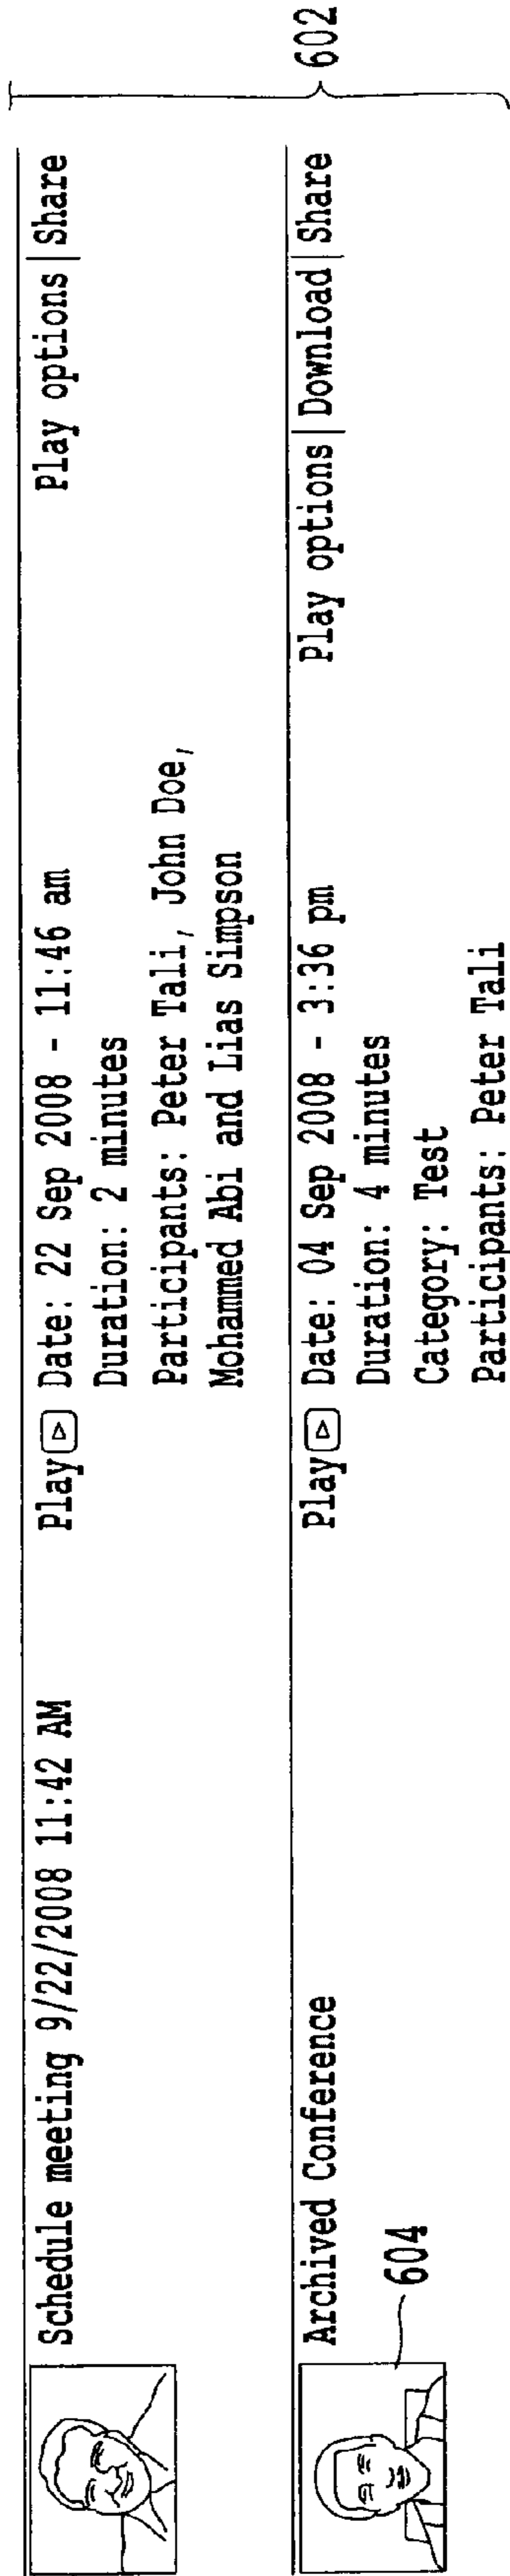 Schedule meeting 9/22/2008 11:42 AM
Play Date: 22 Sep 2008 - 11:46 am
Play options | Share
Duration: 2 minutes
Participants: Peter Tali, John Doe,
Mohammed Abi and Lias Simpson
602
Archived Conference
Play Date: 04 Sep 2008 - 3:36 pm
Play options | Download | Share
Duration: 4 minutes
Category: Test
Participants: Peter Tali
604